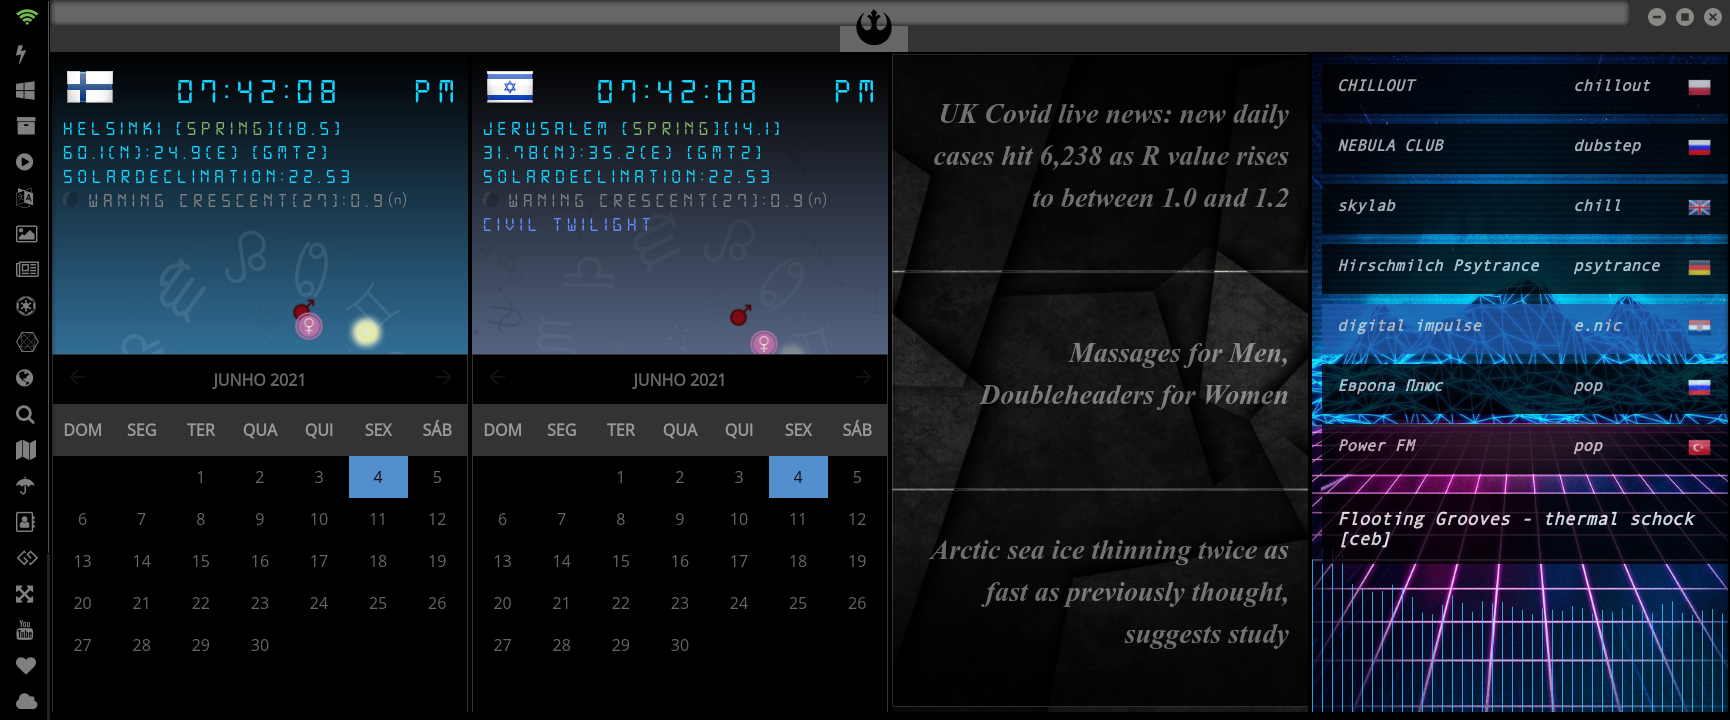 07:42:08 PM
HELSINKI [SPRING][18.5]
60.1(N):24.9(E) [GMT2]
SOLARDECLINATION:22.53
WANING CRESCENT[27]:0.9(n)
JUNHO 2021
DOM SEG TER QUA QUI SEX SÁB
1 2 3 4 5
6 7 8 9 10 11 12
13 14 15 16 17 18 19
20 21 22 23 24 25 26
27 28 29 30
07:42:08 PM
JERUSALEM [SPRING][14.1]
31.78(N):35.2(E) [GMT2]
SOLARDECLINATION:22.53
WANING CRESCENT[27]:0.9(n)
CIVIL TWILIGHT
JUNHO 2021
DOM SEG TER QUA QUI SEX SÁB
1 2 3 4 5
6 7 8 9 10 11 12
13 14 15 16 17 18 19
20 21 22 23 24 25 26
27 28 29 30
UK Covid live news: new daily
cases hit 6,238 as R value rises
to between 1.0 and 1.2
Massages for Men,
Doubleheaders for Women
Arctic sea ice thinning twice as
fast as previously thought,
suggests study
CHILLOUT chillout
NEBULA CLUB dubstep
skylab chill
Hirschmilch Psytrance psytrance
digital impulse e.nic
Европа Плюс pop
Power FM pop
Flooting Grooves - thermal schock
[ceb]
You
Tube